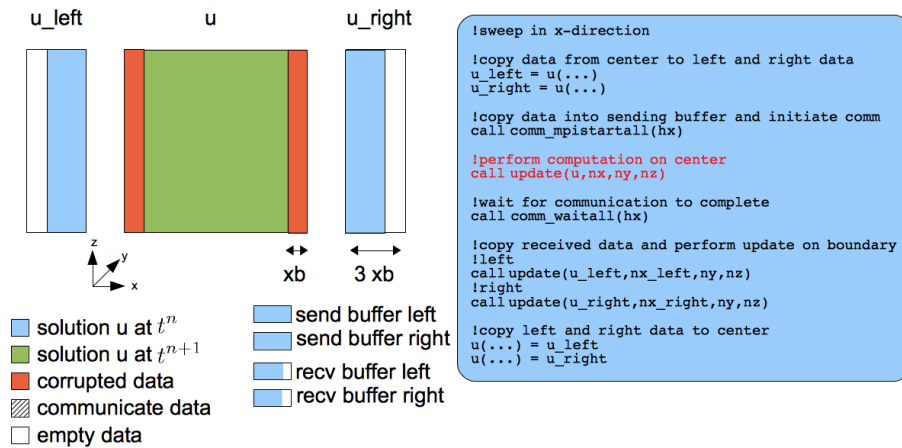 u_left
u
u_right
z
y
x
xb
3 xb
solution u at t^n
solution u at t^{n+1}
corrupted data
communicate data
empty data
send buffer left
send buffer right
recv buffer left
recv buffer right
!sweep in x-direction
!copy data from center to left and right data
u_left = u(...)
u_right = u(...)
!copy data into sending buffer and initiate comm
call comm_mpistartall(hx)
!perform computation on center
call update(u,nx,ny,nz)
!wait for communication to complete
call comm_waitall(hx)
!copy received data and perform update on boundary
!left
call update(u_left,nx_left,ny,nz)
!right
call update(u_right,nx_right,ny,nz)
!copy left and right data to center
u(...) = u_left
u(...) = u_right